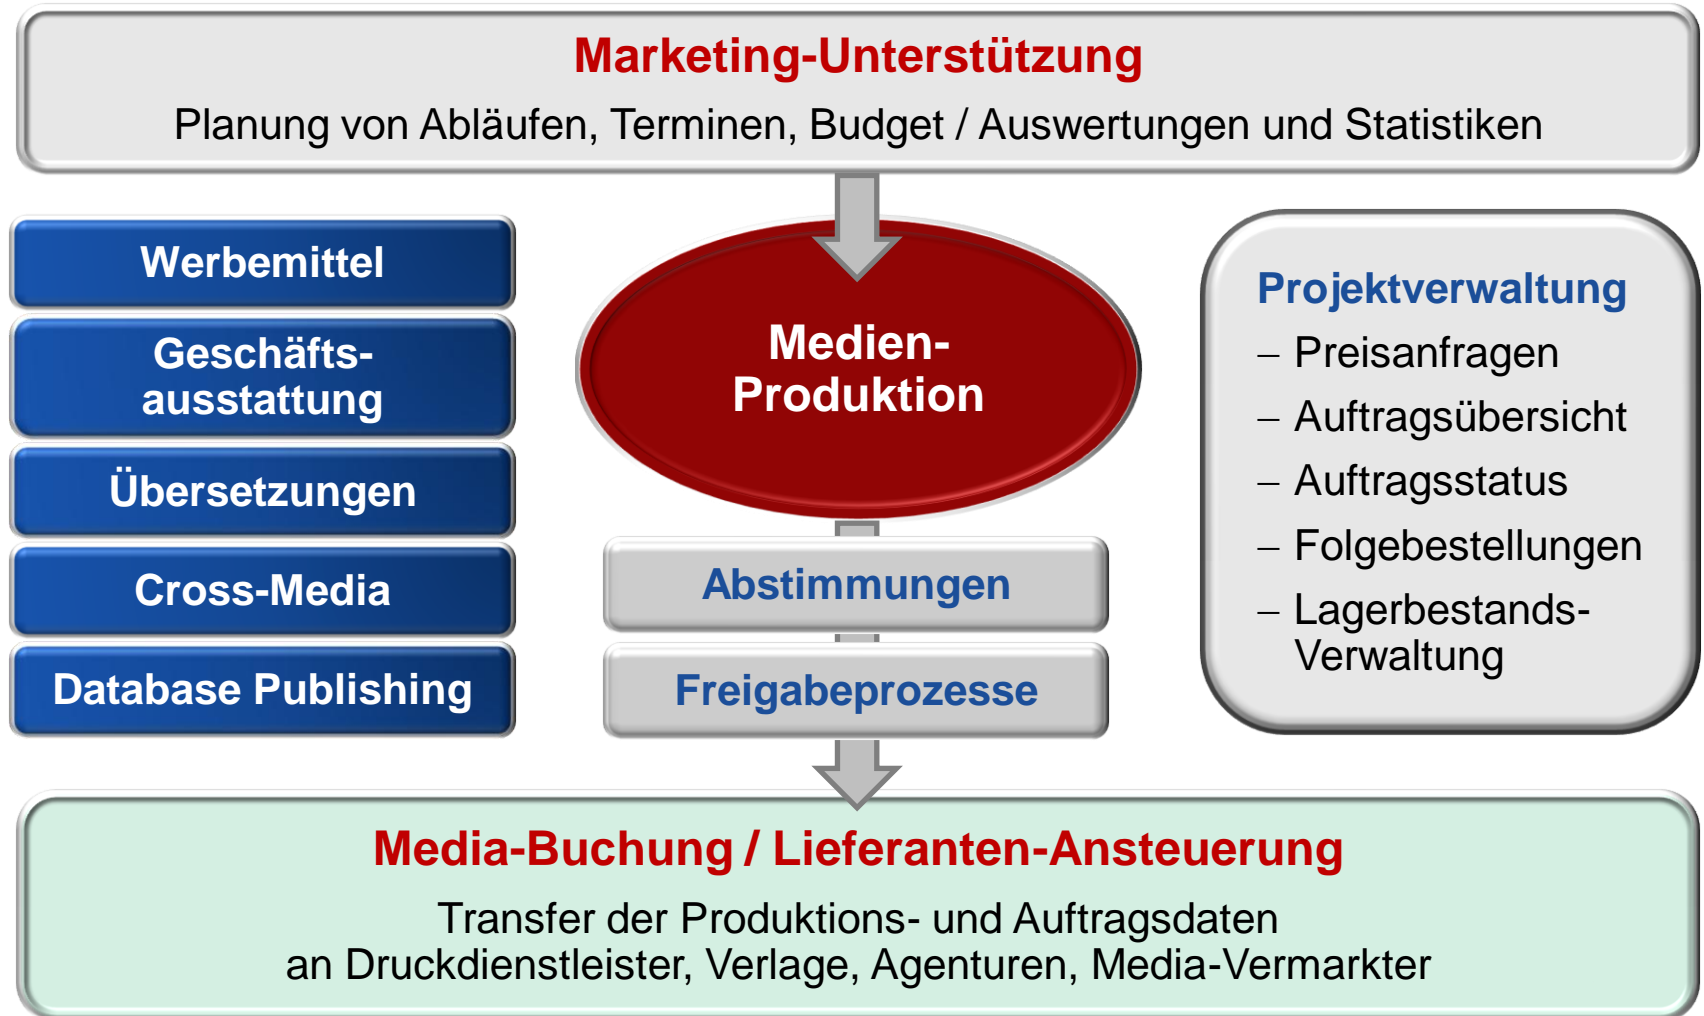 Marketing-Unterstützung
Planung von Abläufen, Terminen, Budget / Auswertungen und Statistiken
Werbemittel
Geschäfts-
ausstattung
Übersetzungen
Cross-Media
Database Publishing
Medien-
Produktion
Abstimmungen
Freigabeprozesse
Projektverwaltung
– Preisanfragen
– Auftragsübersicht
– Auftragsstatus
– Folgebestellungen
– Lagerbestands-
Verwaltung
Media-Buchung / Lieferanten-Ansteuerung
Transfer der Produktions- und Auftragsdaten
an Druckdienstleister, Verlage, Agenturen, Media-Vermarkter